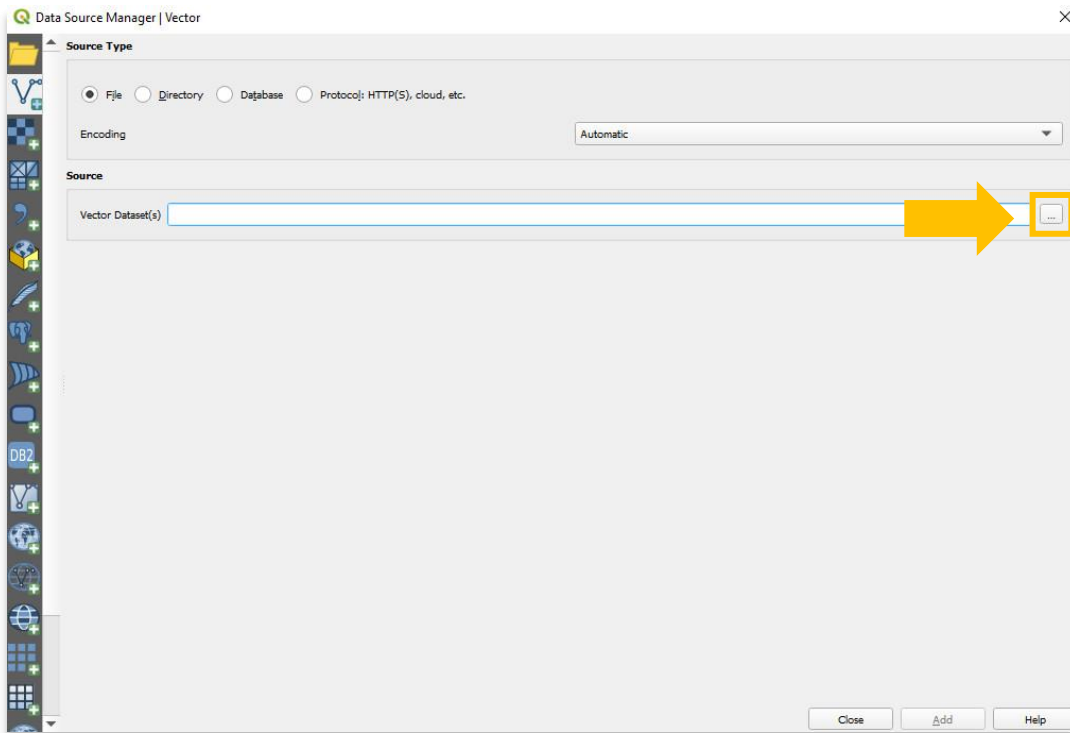 Data Source Manager | Vector
Source Type
File Directory Database Protocol: HTTP(S), cloud, etc.
Encoding Automatic
Source
Vector Dataset(s) ...
DB2
Close Add Help